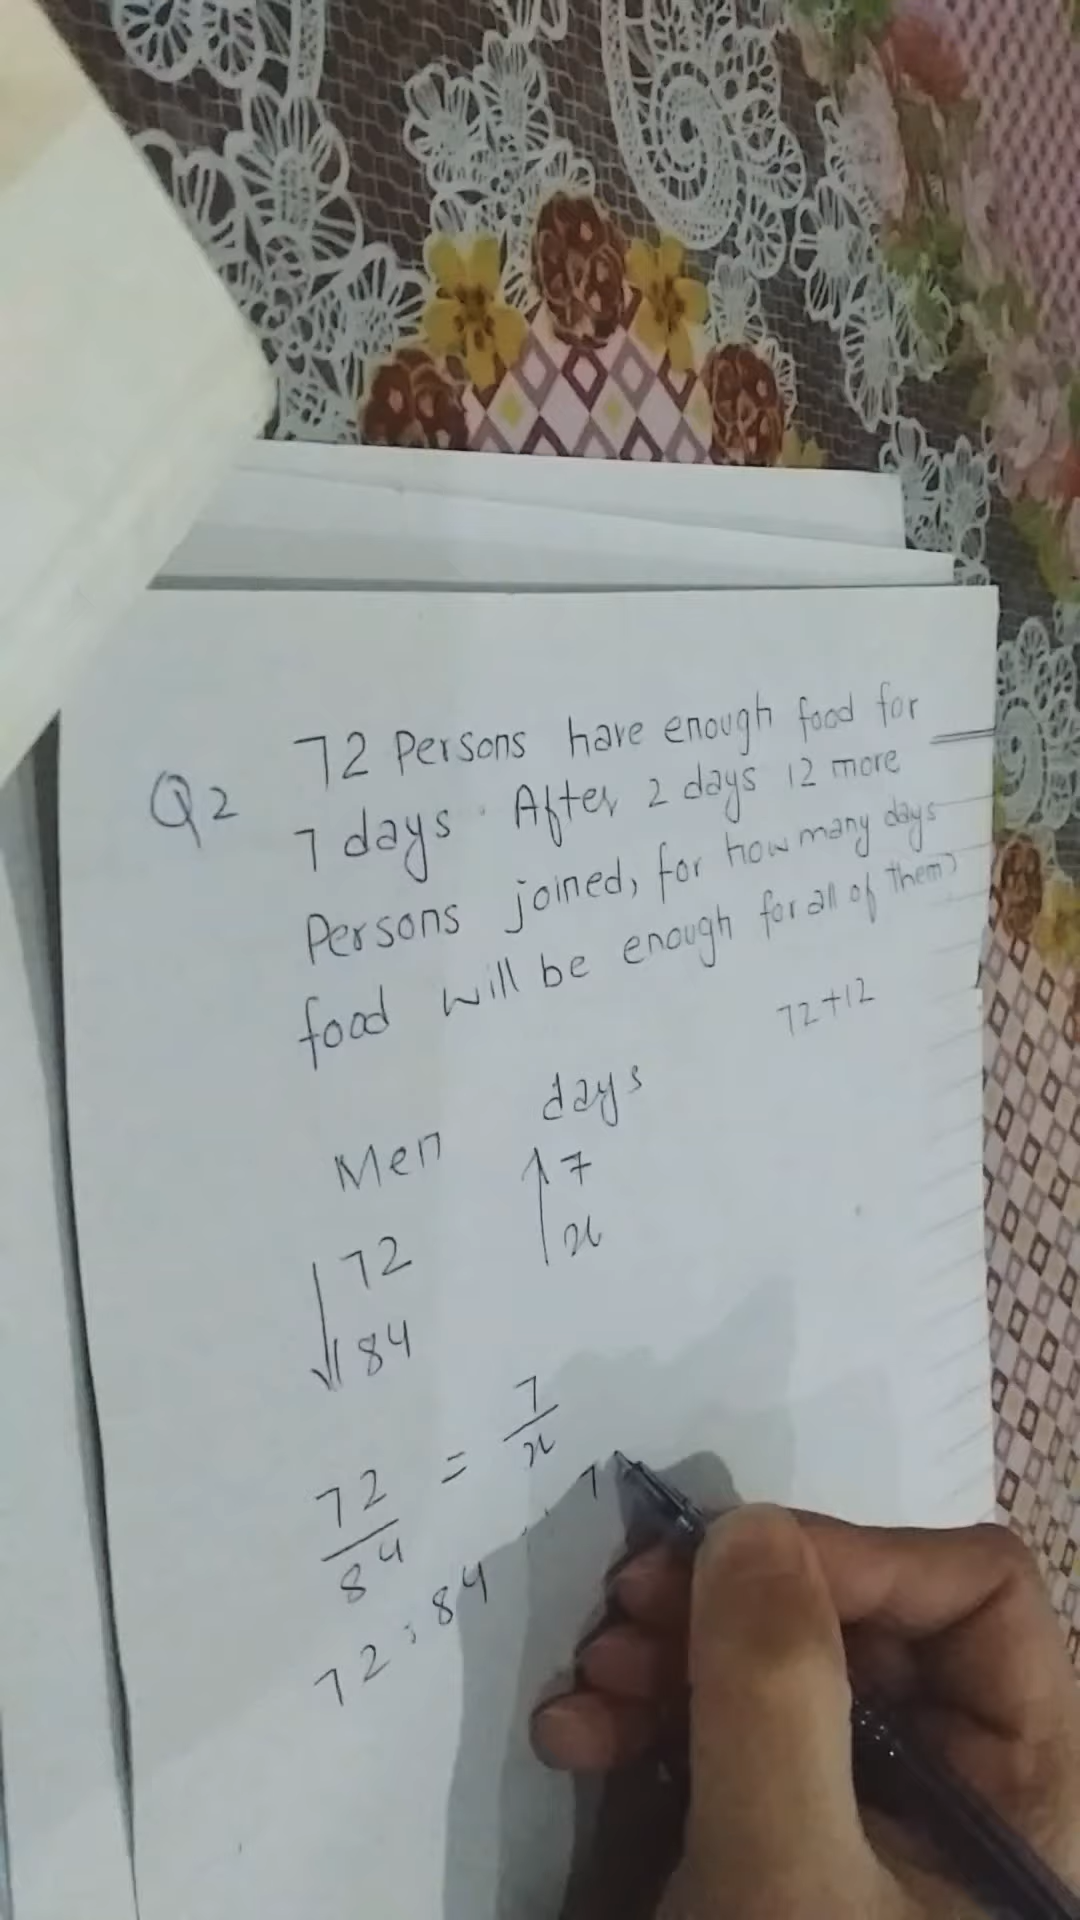 Q2 72 Persons have enough food for
7 days. After 2 days 12 more
Persons joined, for how many days
food will be enough for all of them?
72+12
Men days
72 7
84 x
72/84 = 7/x
72 : 84 : : 7